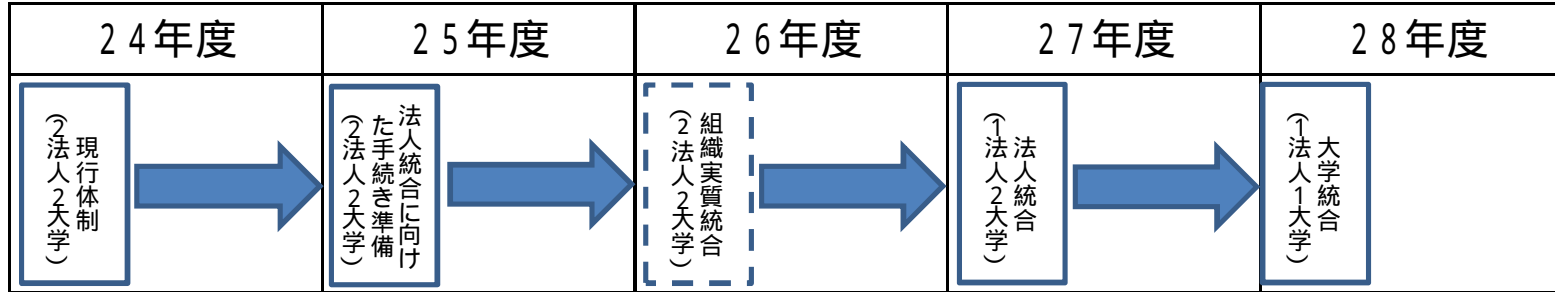 24年度
25年度
26年度
27年度
28年度
現行体制
(2法人2大学)
法人統合に向け
た手続き準備
(2法人2大学)
組織実質統合
(2法人2大学)
法人統合
(1法人2大学)
大学統合
(1法人1大学)